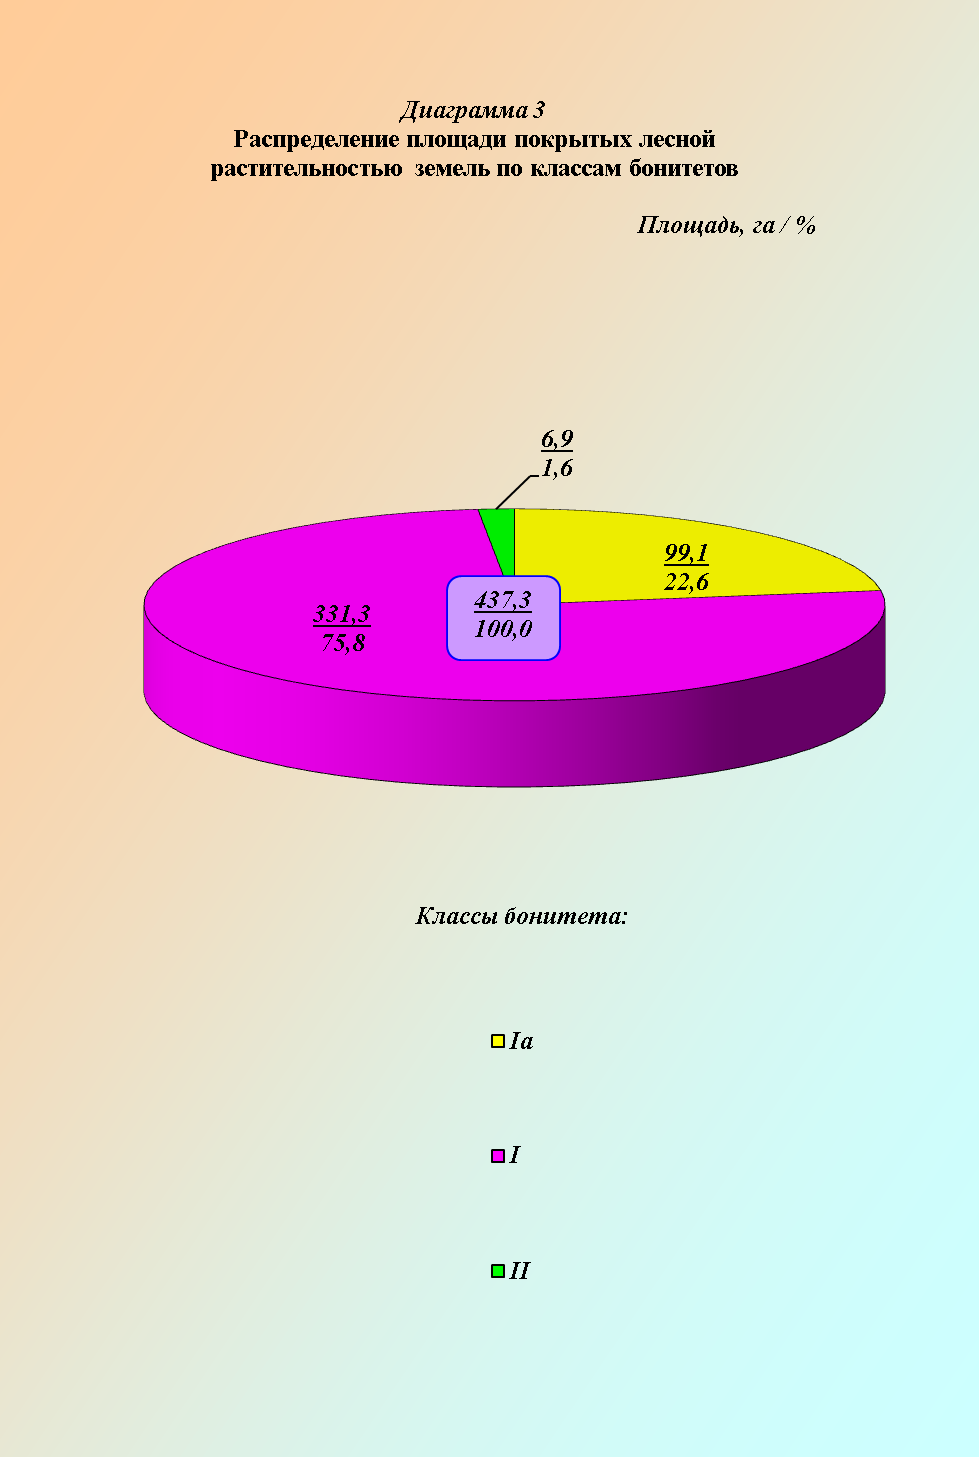 Диаграмма 3
Распределение площади покрытых лесной
растительностью земель по классам бонитетов
Площадь, га / %
6,9
1,6
99,1
22,6
331,3
75,8
437,3
100,0
Классы бонитета:
Iа
I
II